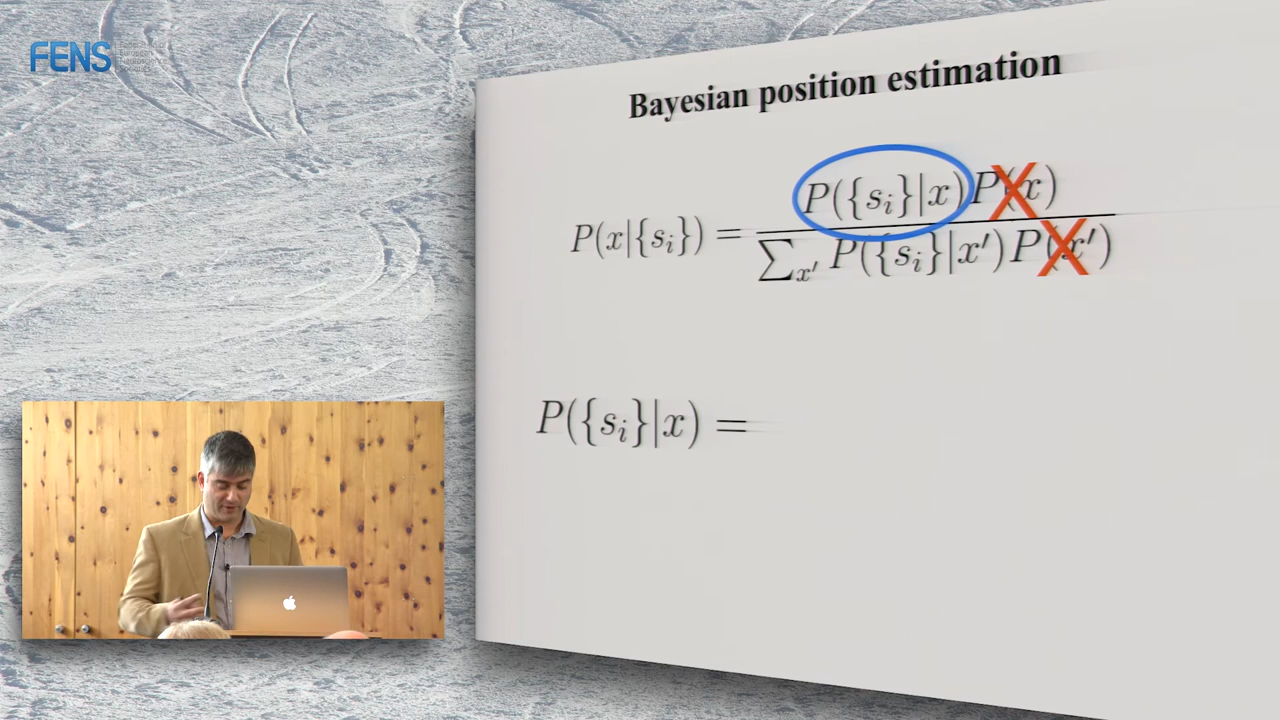 FENS
Bayesian position estimation
P(x|{s_i}) = P({s_i}|x)P(x) / ∑_{x'} P({s_i}|x')P(x')
P({s_i}|x) =